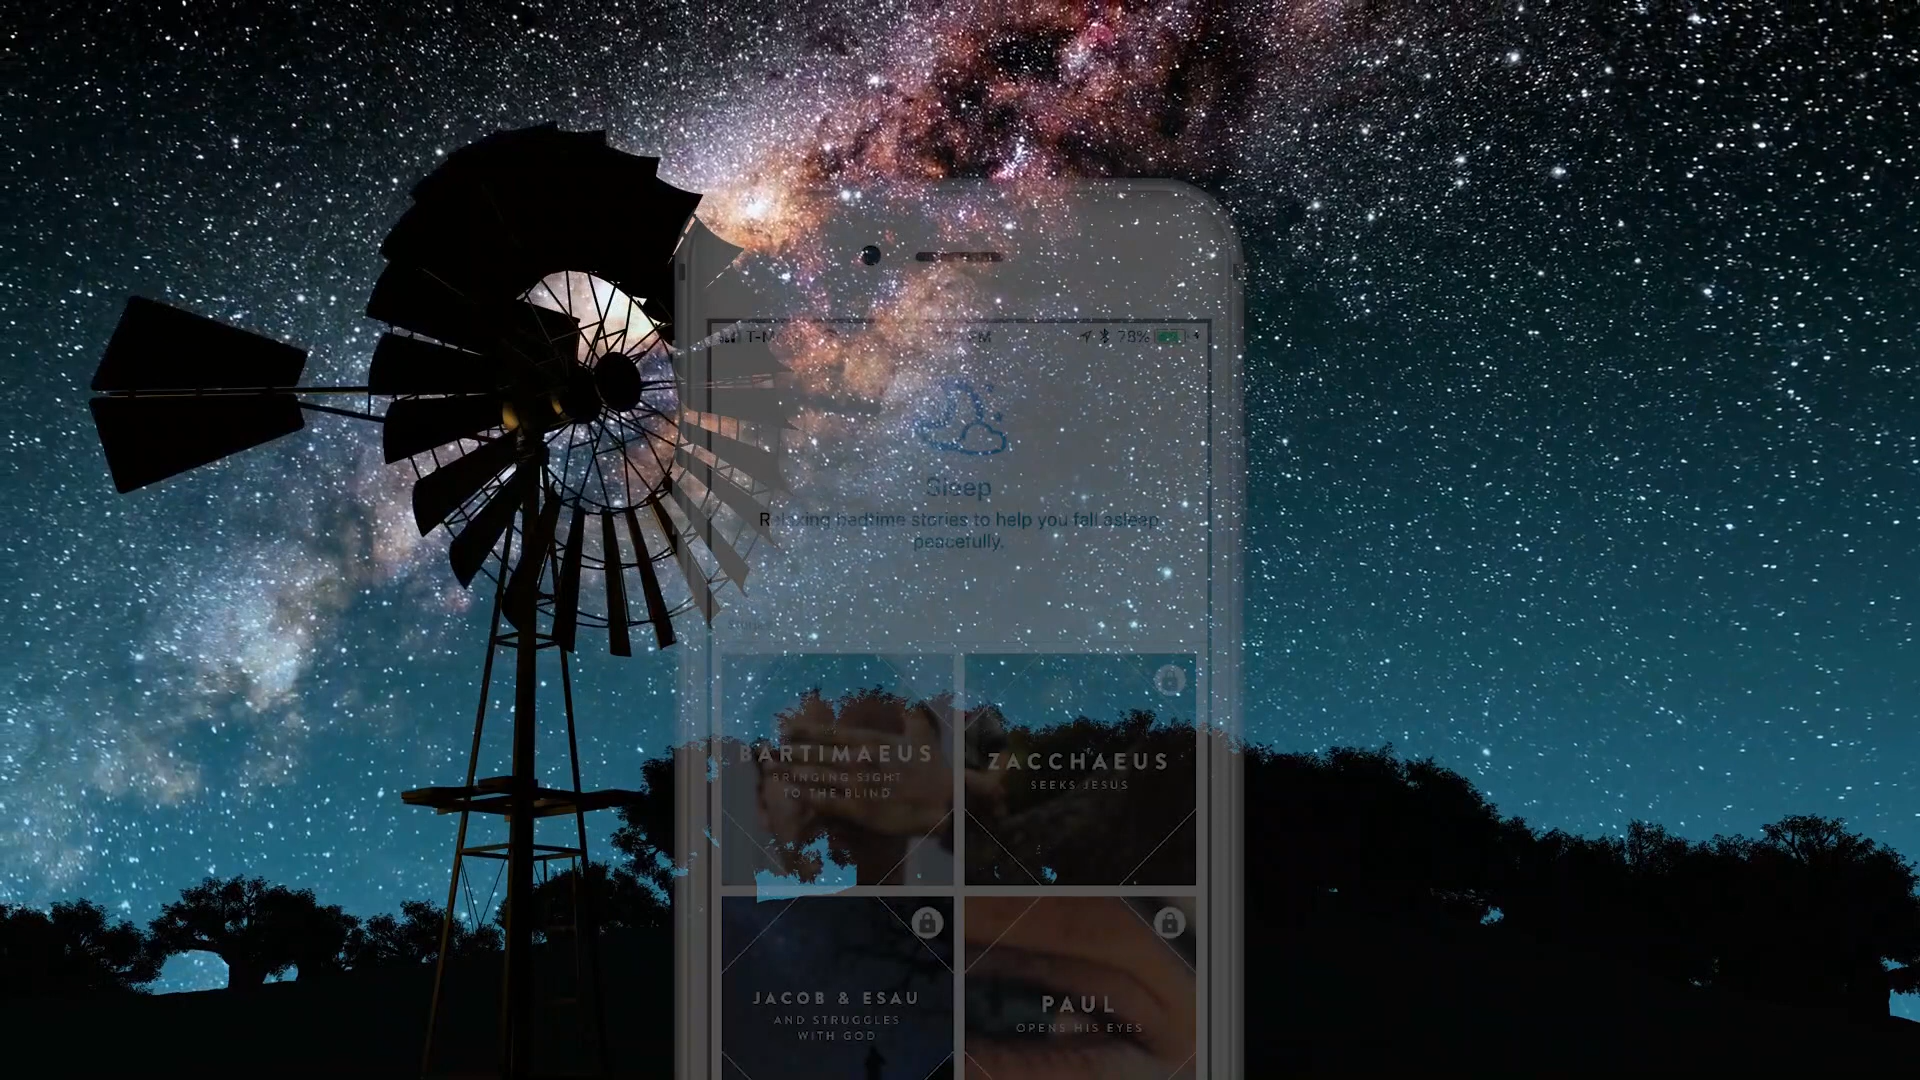 78%
Sleep
Relaxing bedtime stories to help you fall asleep
peacefully.
Stories
BARTIMAEUS
BRINGING SIGHT
TO THE BLIND
ZACCHAEUS
SEEKS JESUS
JACOB & ESAU
AND STRUGGLES
WITH GOD
PAUL
OPENS HIS EYES